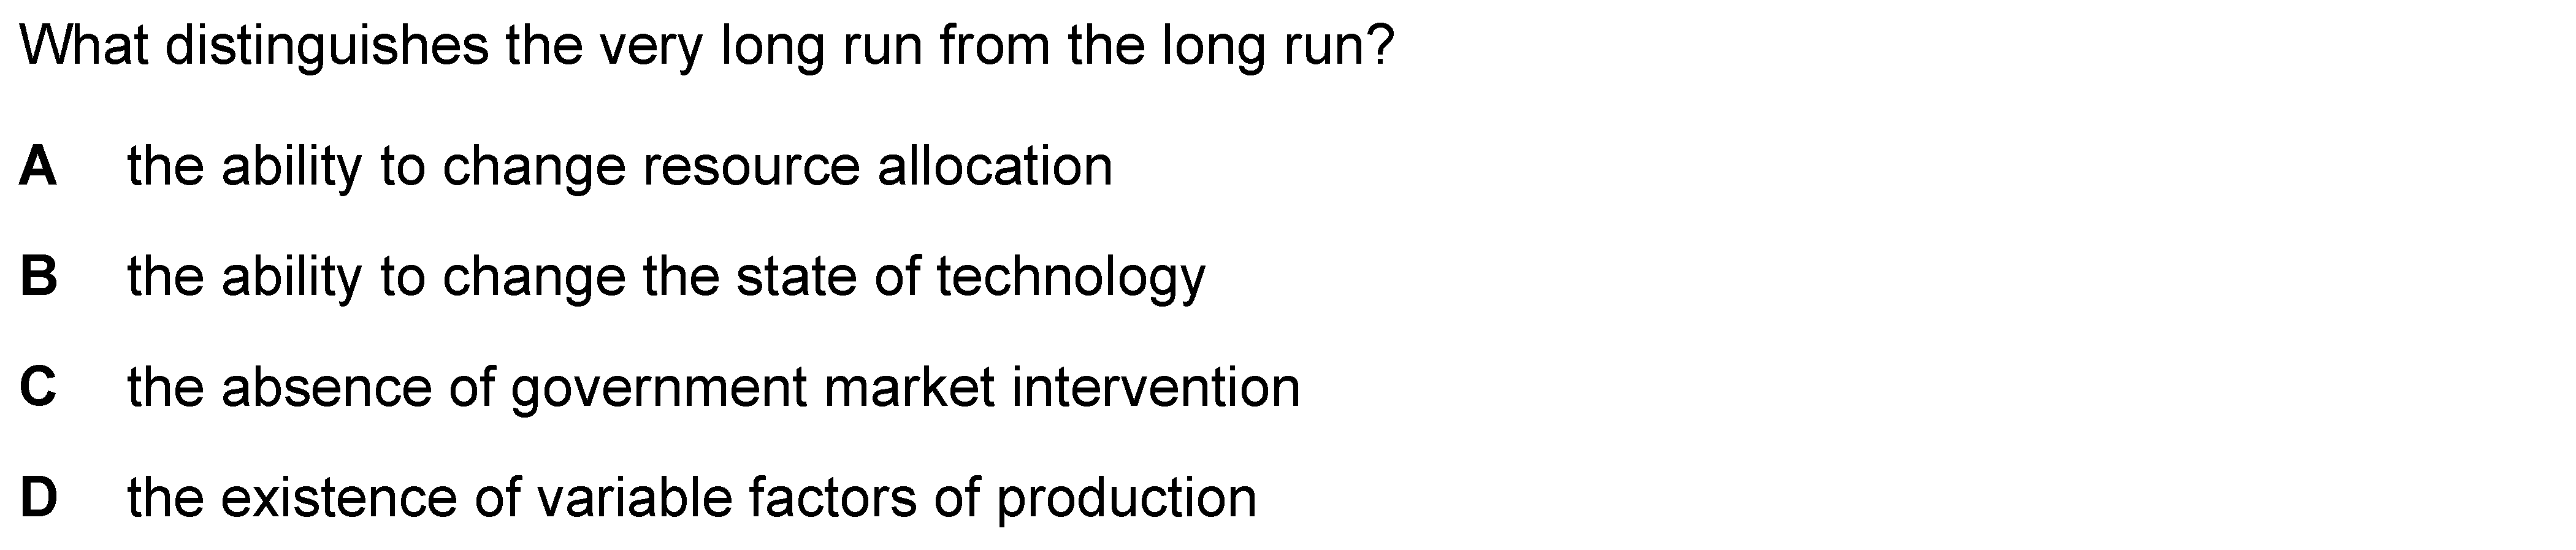 What distinguishes the very long run from the long run?
A the ability to change resource allocation
B the ability to change the state of technology
C the absence of government market intervention
D the existence of variable factors of production